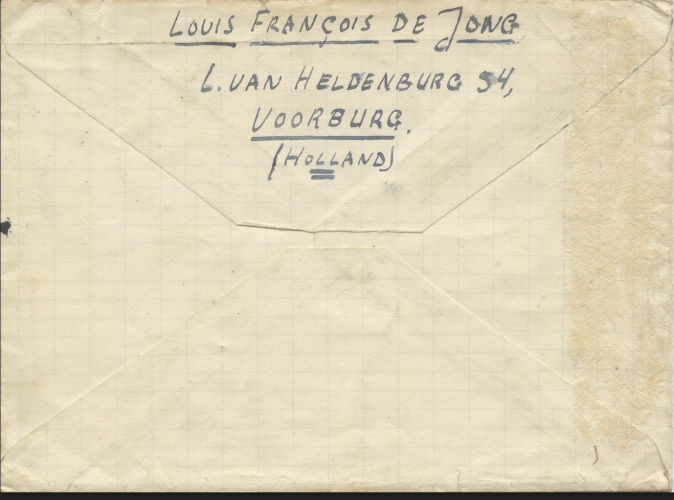 LOUIS FRANÇOIS DE JONG
L. VAN HELDENBURG 54,
VOORBURG.
(HOLLAND)